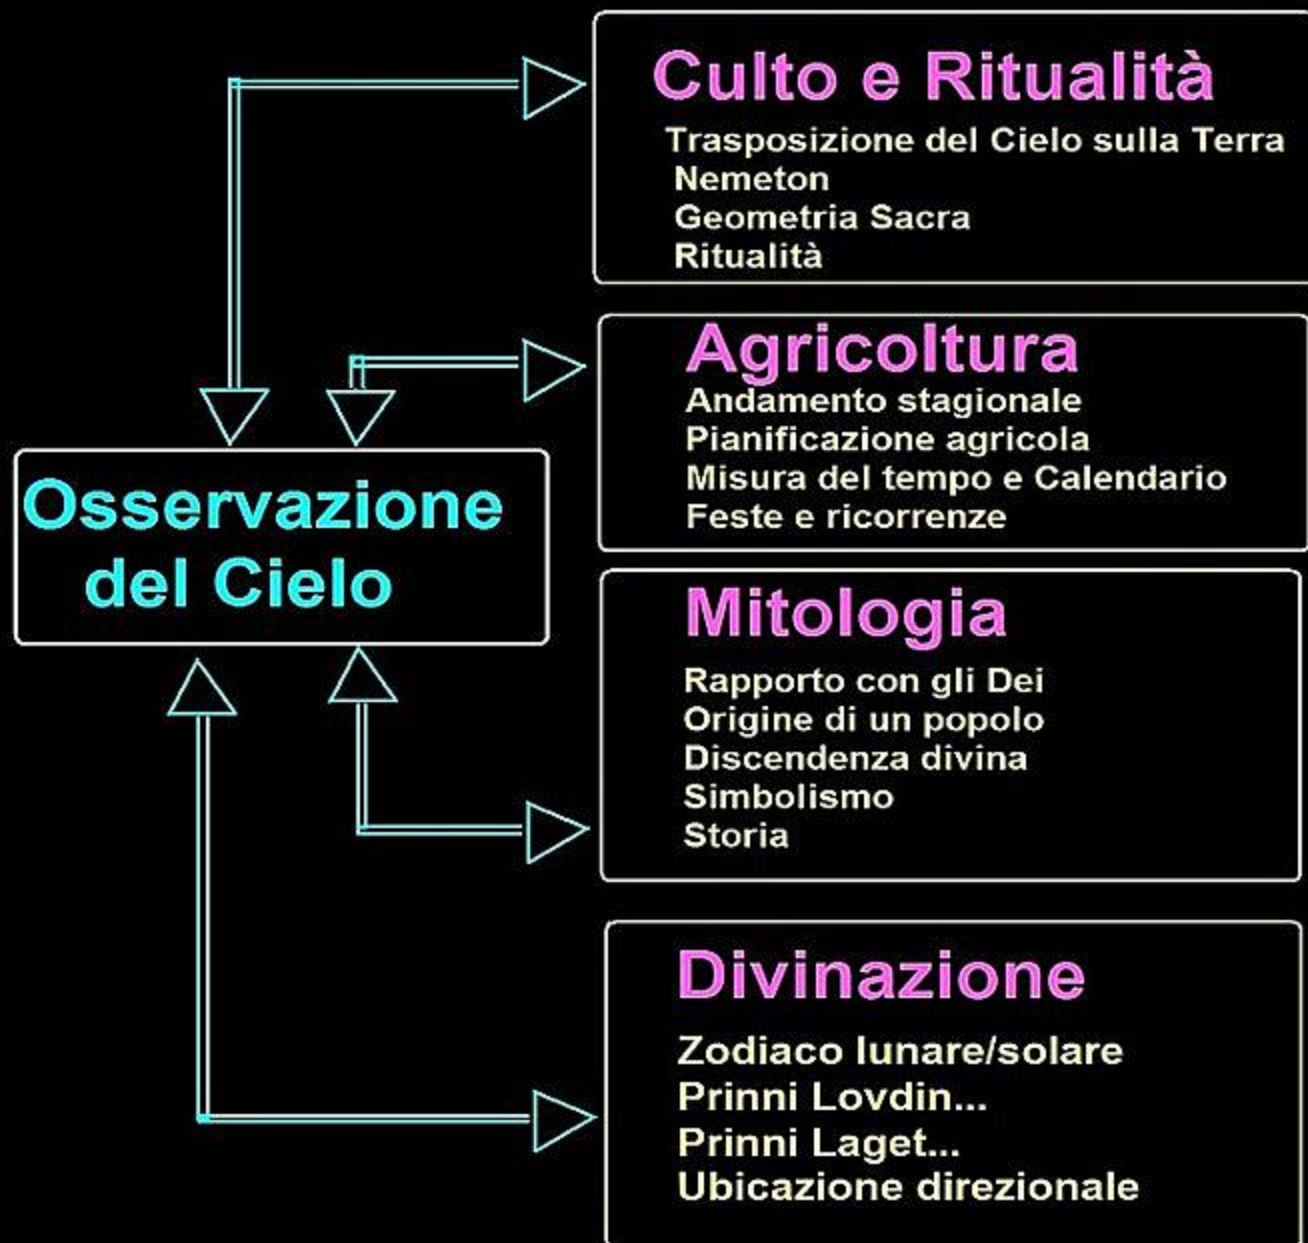 Culto e Ritualità
Trasposizione del Cielo sulla Terra
Nemeton
Geometria Sacra
Ritualità
Agricoltura
Andamento stagionale
Pianificazione agricola
Misura del tempo e Calendario
Feste e ricorrenze
Osservazione
del Cielo
Mitologia
Rapporto con gli Dei
Origine di un popolo
Discendenza divina
Simbolismo
Storia
Divinazione
Zodiaco lunare/solare
Prinni Lovdin...
Prinni Laget...
Ubicazione direzionale